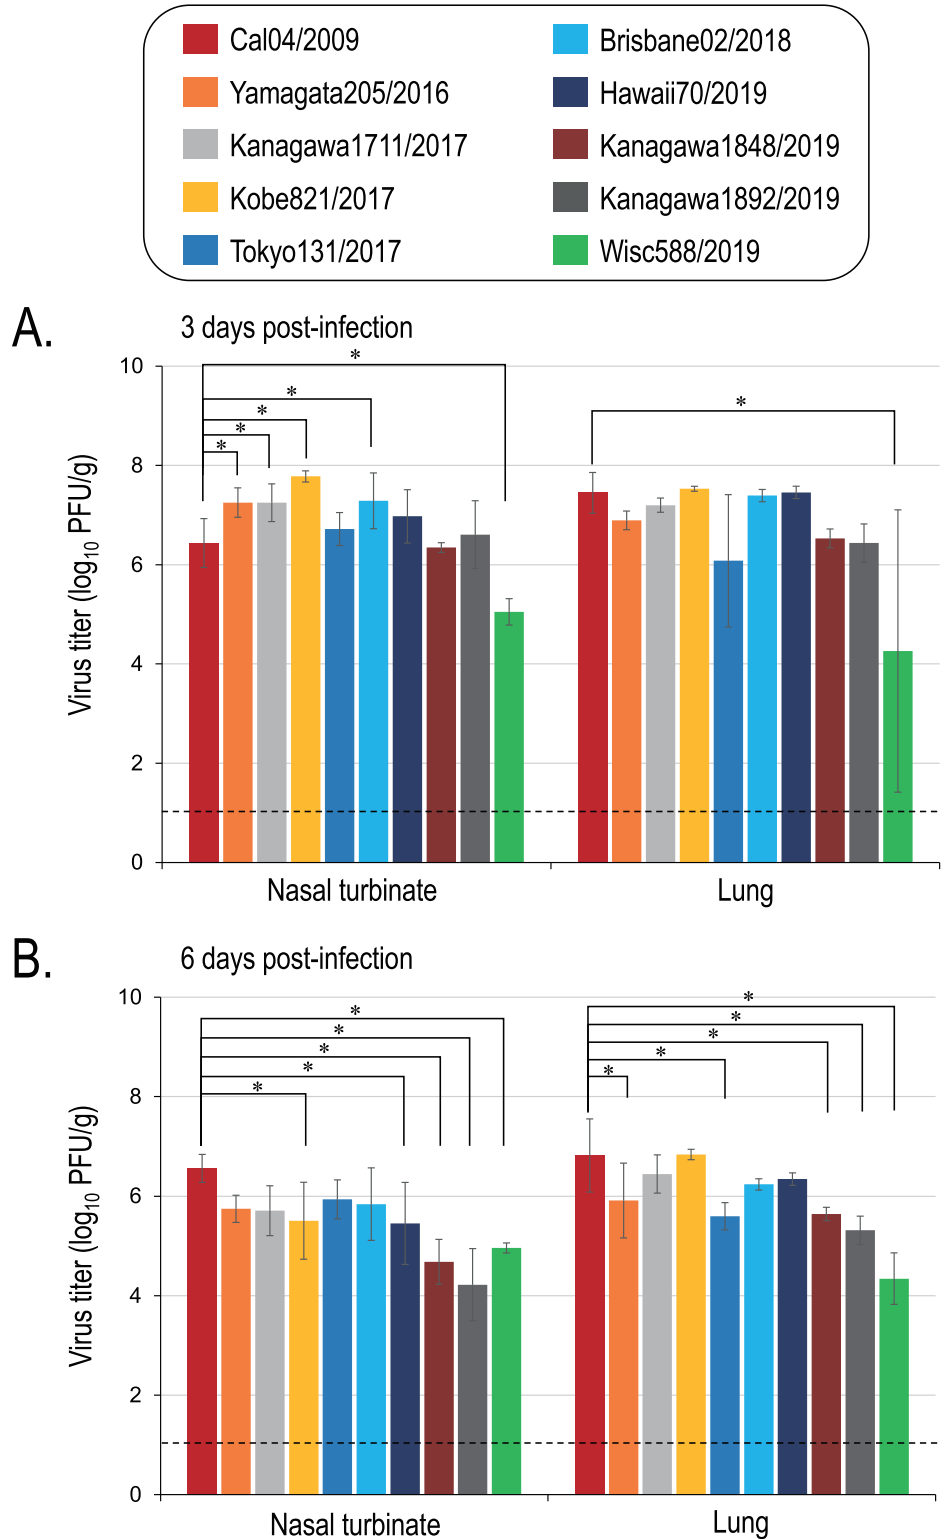 Cal04/2009
Brisbane02/2018
Yamagata205/2016
Hawaii70/2019
Kanagawa1711/2017
Kanagawa1848/2019
Kobe821/2017
Kanagawa1892/2019
Tokyo131/2017
Wisc588/2019
A.
3 days post-infection
Virus titer (log10 PFU/g)
10
8
6
4
2
0
*
*
*
*
*
*
Nasal turbinate
Lung
B.
6 days post-infection
Virus titer (log10 PFU/g)
10
8
6
4
2
0
*
*
*
*
*
*
*
*
*
*
Nasal turbinate
Lung